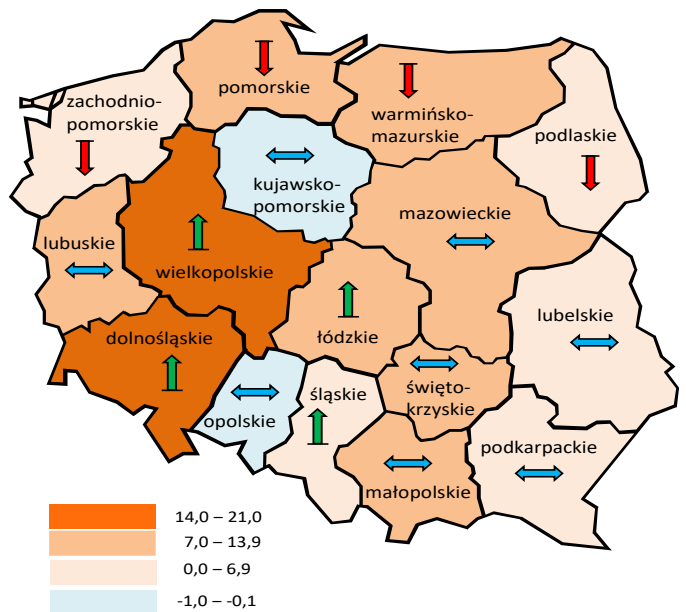 pomorskie
zachodnio-
pomorskie
warmińsko-
mazurskie
podlaskie
kujawsko-
pomorskie
mazowieckie
lubuskie
wielkopolskie
dolnośląskie
łódzkie
lubelskie
opolskie
śląskie
święto-
krzyskie
podkarpackie
małopolskie
14,0 – 21,0
7,0 – 13,9
0,0 – 6,9
-1,0 – -0,1